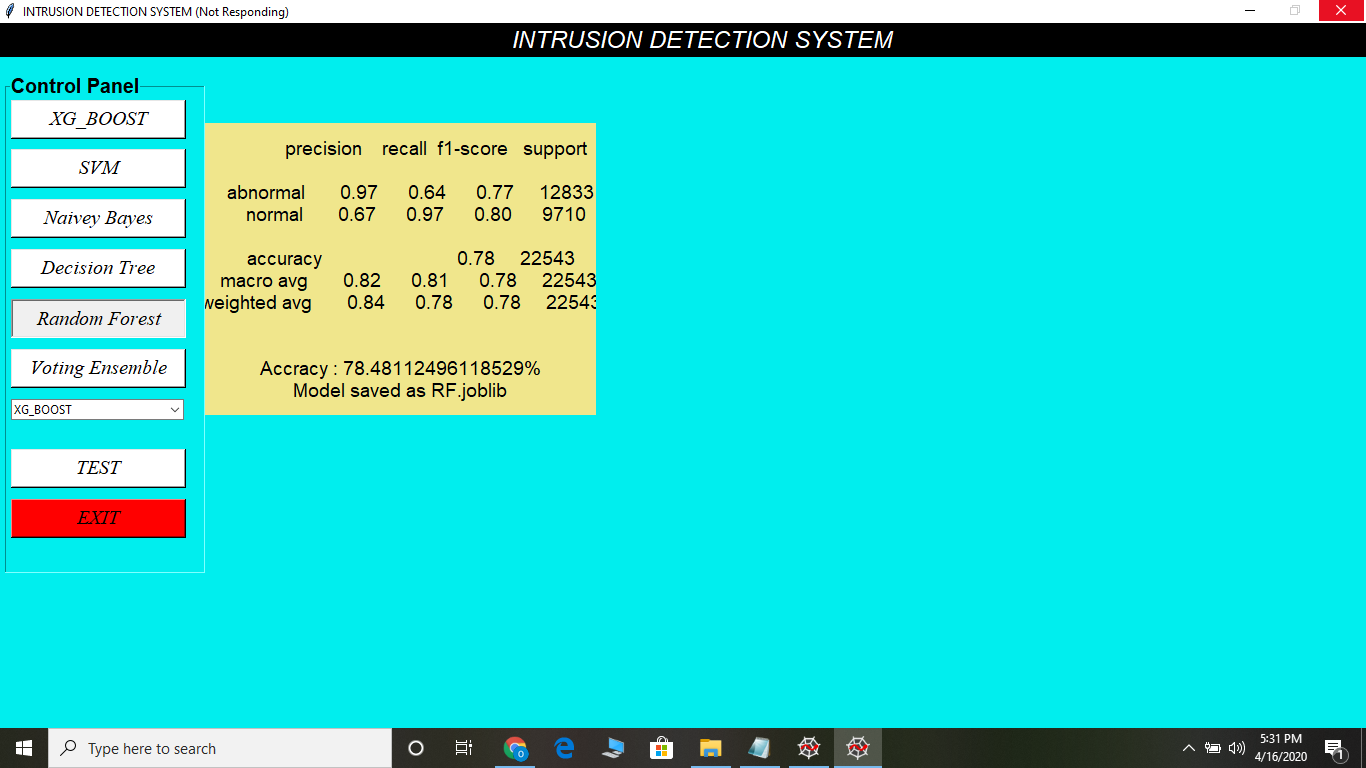 INTRUSION DETECTION SYSTEM (Not Responding)
INTRUSION DETECTION SYSTEM
Control Panel
XG_BOOST
SVM
Naivey Bayes
Decision Tree
Random Forest
Voting Ensemble
XG_BOOST
TEST
EXIT
precision recall f1-score support
abnormal 0.97 0.64 0.77 12833
normal 0.67 0.97 0.80 9710
accuracy 0.78 22543
macro avg 0.82 0.81 0.78 22543
weighted avg 0.84 0.78 0.78 22543
Accracy : 78.48112496118529%
Model saved as RF.joblib
Type here to search
5:31 PM
4/16/2020
1